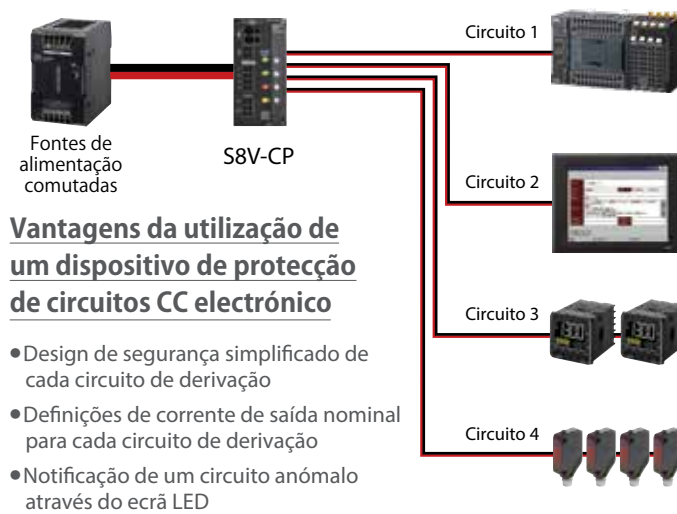 Circuito 1
Fontes de
alimentação
comutadas
S8V-CP
Circuito 2
Vantagens da utilização de
um dispositivo de protecção
de circuitos CC electrónico
Circuito 3
●Design de segurança simplificado de
cada circuito de derivação
●Definições de corrente de saída nominal
para cada circuito de derivação
Circuito 4
●Notificação de um circuito anómalo
através do ecrã LED